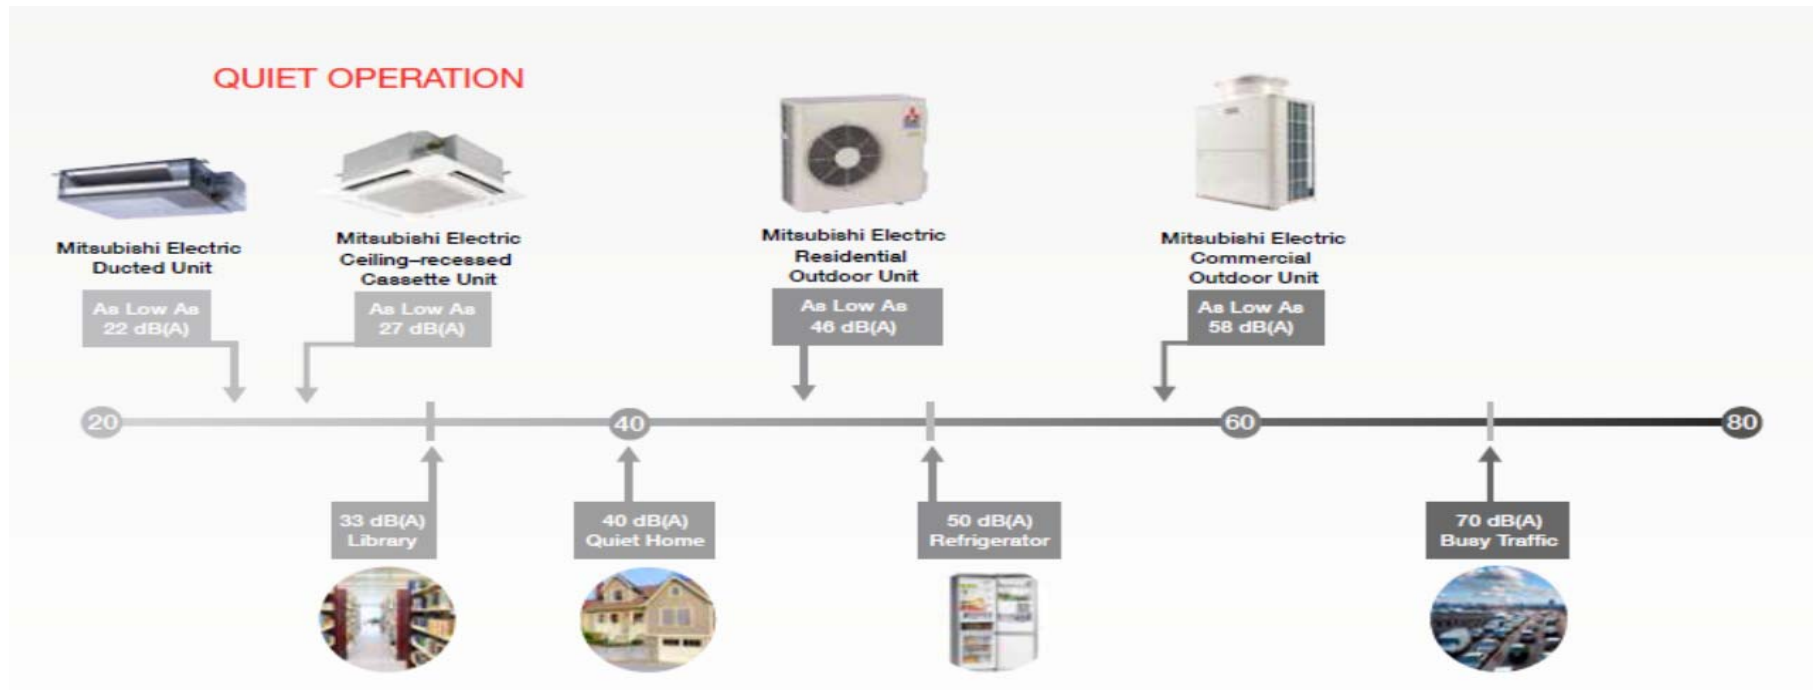 QUIET OPERATION
Mitsubishi Electric
Ducted Unit
As Low As
22 dB(A)
Mitsubishi Electric
Ceiling-recessed
Cassette Unit
As Low As
27 dB(A)
Mitsubishi Electric
Residential
Outdoor Unit
As Low As
46 dB(A)
Mitsubishi Electric
Commercial
Outdoor Unit
As Low As
58 dB(A)
20
40
60
80
33 dB(A)
Library
40 dB(A)
Quiet Home
50 dB(A)
Refrigerator
70 dB(A)
Busy Traffic